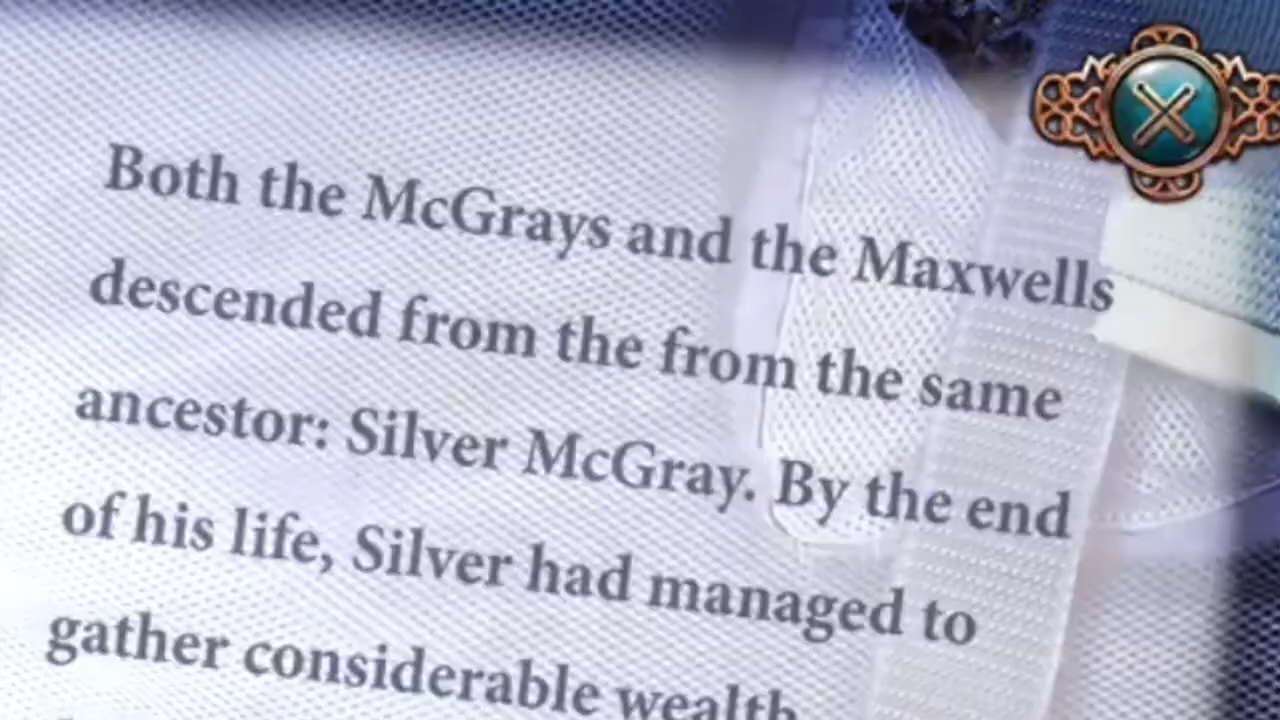 Both the McGrays and the Maxwells
descended from the from the same
ancestor: Silver McGray. By the end
of his life, Silver had managed to
gather considerable wealth